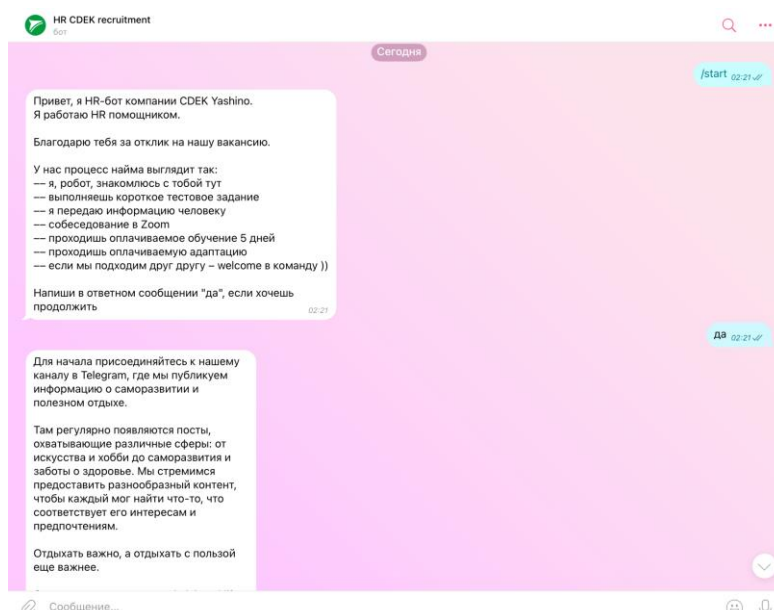 HR CDEK recruitment
бот
Сегодня
/start 02:21
Привет, я HR-бот компании CDEK Yashino.
Я работаю HR помощником.
Благодарю тебя за отклик на нашу вакансию.
У нас процесс найма выглядит так:
–– я, робот, знакомлюсь с тобой тут
–– выполняешь короткое тестовое задание
–– я передаю информацию человеку
–– собеседование в Zoom
–– проходишь оплачиваемое обучение 5 дней
–– проходишь оплачиваемую адаптацию
–– если мы подходим друг другу – welcome в команду ))
Напиши в ответном сообщении "да", если хочешь
продолжить 02:21
да 02:21
Для начала присоединяйтесь к нашему
каналу в Telegram, где мы публикуем
информацию о саморазвитии и
полезном отдыхе.
Там регулярно появляются посты,
охватывающие различные сферы: от
искусства и хобби до саморазвития и
заботы о здоровье. Мы стремимся
предоставить разнообразный контент,
чтобы каждый мог найти что-то, что
соответствует его интересам и
предпочтениям.
Отдыхать важно, а отдыхать с пользой
еще важнее.
Сообщение...